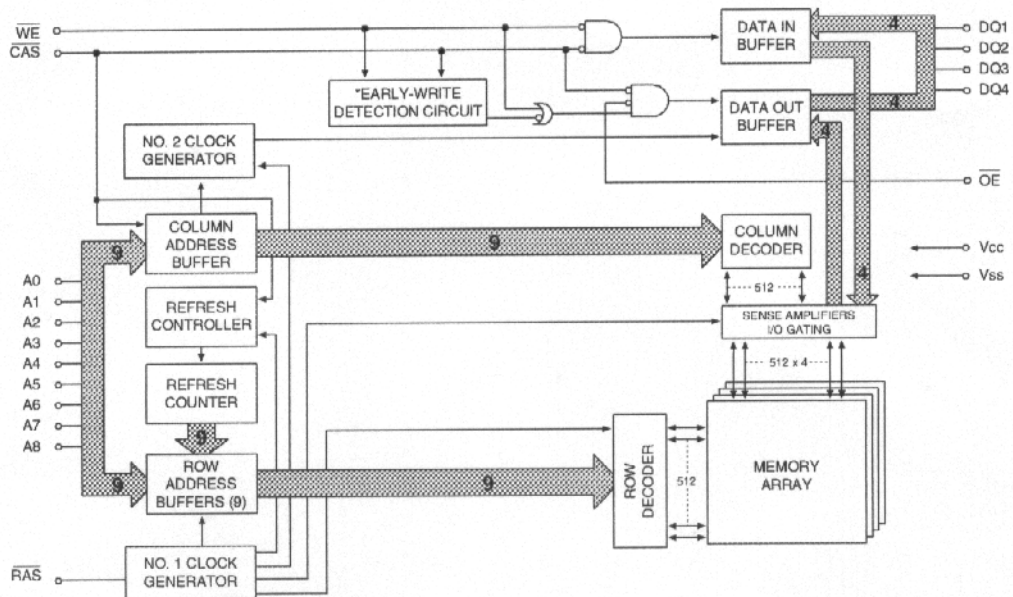 WE
CAS
*EARLY-WRITE
DETECTION CIRCUIT
DATA IN
BUFFER
DATA OUT
BUFFER
4
4
4
4
DQ1
DQ2
DQ3
DQ4
OE
Vcc
Vss
NO. 2 CLOCK
GENERATOR
COLUMN
ADDRESS
BUFFER
9
9
COLUMN
DECODER
512
SENSE AMPLIFIERS
I/O GATING
512 x 4
A0
A1
A2
A3
A4
A5
A6
A7
A8
REFRESH
CONTROLLER
REFRESH
COUNTER
9
9
ROW
ADDRESS
BUFFERS (9)
9
ROW
DECODER
512
MEMORY
ARRAY
RAS
NO. 1 CLOCK
GENERATOR